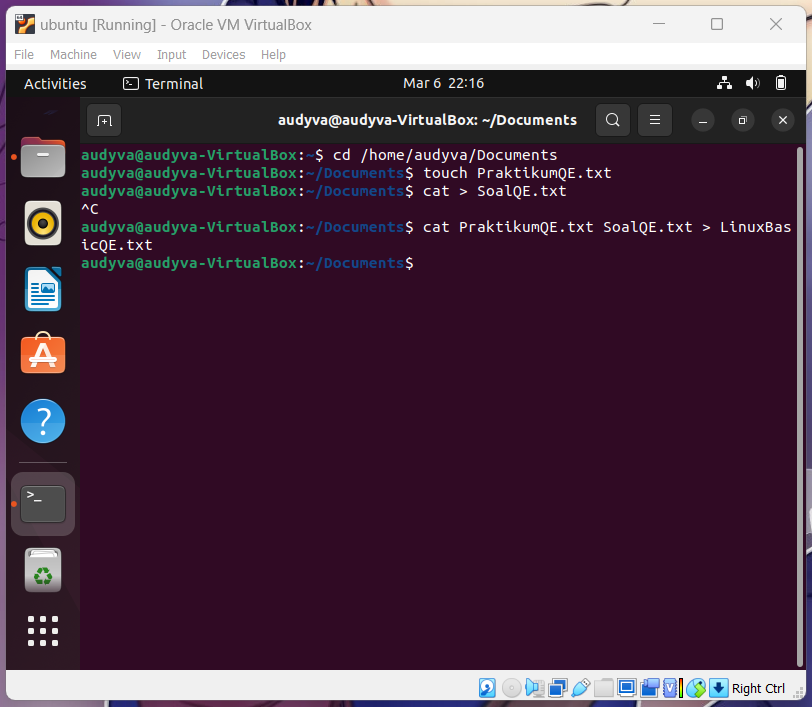 ubuntu [Running] - Oracle VM VirtualBox
File Machine View Input Devices Help
Activities Terminal Mar 6 22:16
audyva@audyva-VirtualBox: ~/Documents
audyva@audyva-VirtualBox:~$ cd /home/audyva/Documents
audyva@audyva-VirtualBox:~/Documents$ touch PraktikumQE.txt
audyva@audyva-VirtualBox:~/Documents$ cat > SoalQE.txt
^C
audyva@audyva-VirtualBox:~/Documents$ cat PraktikumQE.txt SoalQE.txt > LinuxBas
icQE.txt
audyva@audyva-VirtualBox:~/Documents$
Right Ctrl